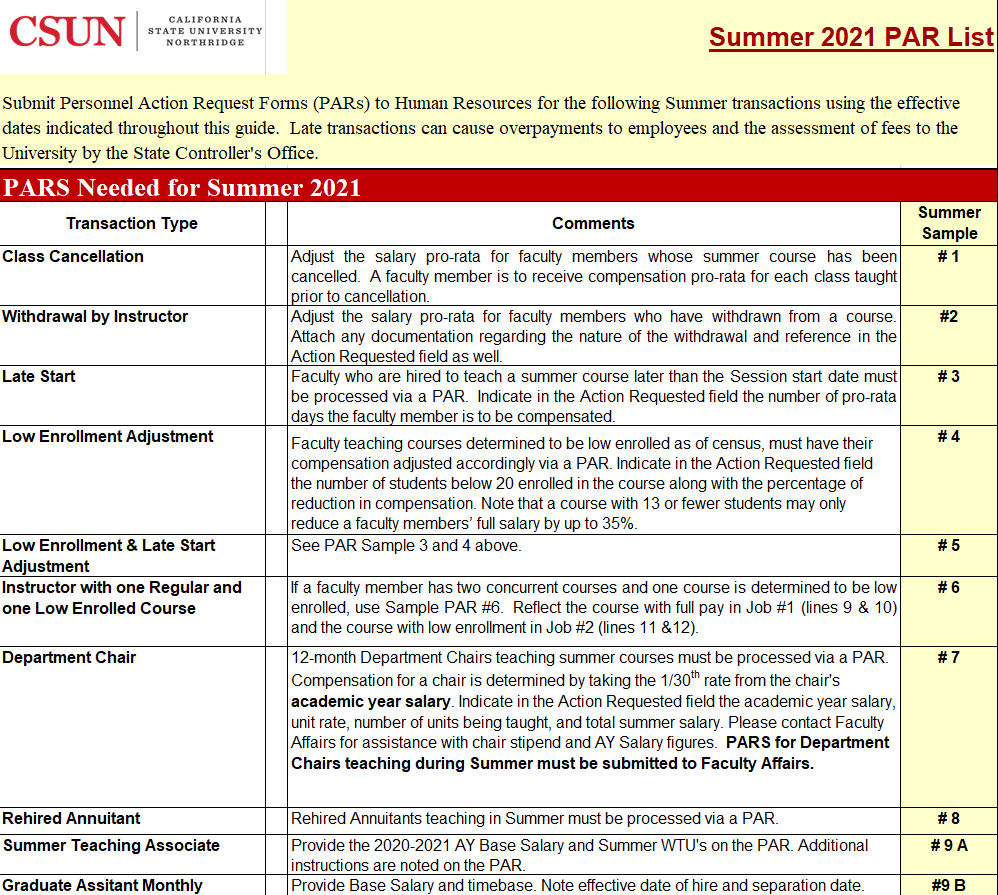 CSUN
CALIFORNIA
STATE UNIVERSITY
NORTHRIDGE
Summer 2021 PAR List
Submit Personnel Action Request Forms (PARs) to Human Resources for the following Summer transactions using the effective
dates indicated throughout this guide.  Late transactions can cause overpayments to employees and the assessment of fees to the
University by the State Controller's Office.
PARS Needed for Summer 2021
Transaction Type
Comments
Summer
Sample
Class Cancellation
Adjust the salary pro-rata for faculty members whose summer course has been
cancelled.  A faculty member is to receive compensation pro-rata for each class taught
prior to cancellation.
# 1
Withdrawal by Instructor
Adjust the salary pro-rata for faculty members who have withdrawn from a course.
Attach any documentation regarding the nature of the withdrawal and reference in the
Action Requested field as well.
#2
Late Start
Faculty who are hired to teach a summer course later than the Session start date must
be processed via a PAR.  Indicate in the Action Requested field the number of pro-rata
days the faculty member is to be compensated.
# 3
Low Enrollment Adjustment
Faculty teaching courses determined to be low enrolled as of census, must have their
compensation adjusted accordingly via a PAR. Indicate in the Action Requested field
the number of students below 20 enrolled in the course along with the percentage of
reduction in compensation. Note that a course with 13 or fewer students may only
reduce a faculty members' full salary by up to 35%.
# 4
Low Enrollment & Late Start
Adjustment
See PAR Sample 3 and 4 above.
# 5
Instructor with one Regular and
one Low Enrolled Course
If a faculty member has two concurrent courses and one course is determined to be low
enrolled, use Sample PAR #6.  Reflect the course with full pay in Job #1 (lines 9 & 10)
and the course with low enrollment in Job #2 (lines 11 &12).
# 6
Department Chair
12-month Department Chairs teaching summer courses must be processed via a PAR.
Compensation for a chair is determined by taking the 1/30th rate from the chair's
academic year salary. Indicate in the Action Requested field the academic year salary,
unit rate, number of units being taught, and total summer salary. Please contact Faculty
Affairs for assistance with chair stipend and AY Salary figures.  PARS for Department
Chairs teaching during Summer must be submitted to Faculty Affairs.
# 7
Rehired Annuitant
Rehired Annuitants teaching in Summer must be processed via a PAR.
# 8
Summer Teaching Associate
Provide the 2020-2021 AY Base Salary and Summer WTU's on the PAR. Additional
instructions are noted on the PAR.
# 9 A
Graduate Assitant Monthly
Provide Base Salary and timebase. Note effective date of hire and separation date.
#9 B